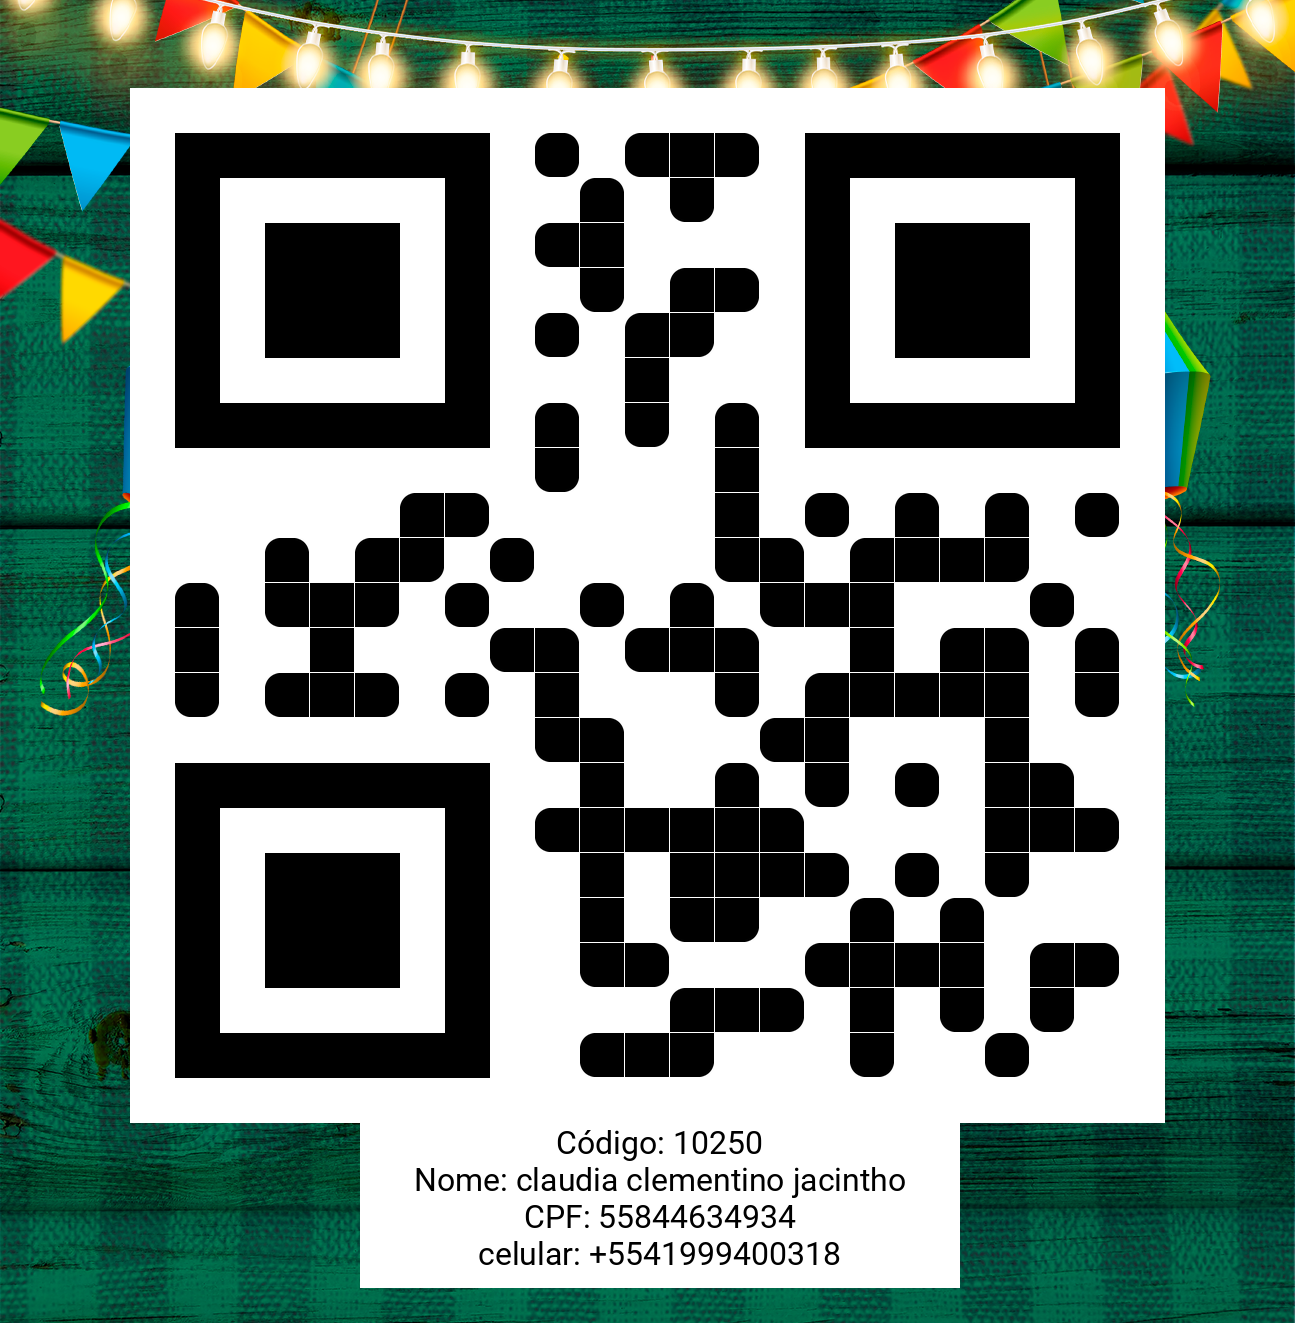 Código: 10250
Nome: claudia clementino jacintho
CPF: 55844634934
celular: +5541999400318